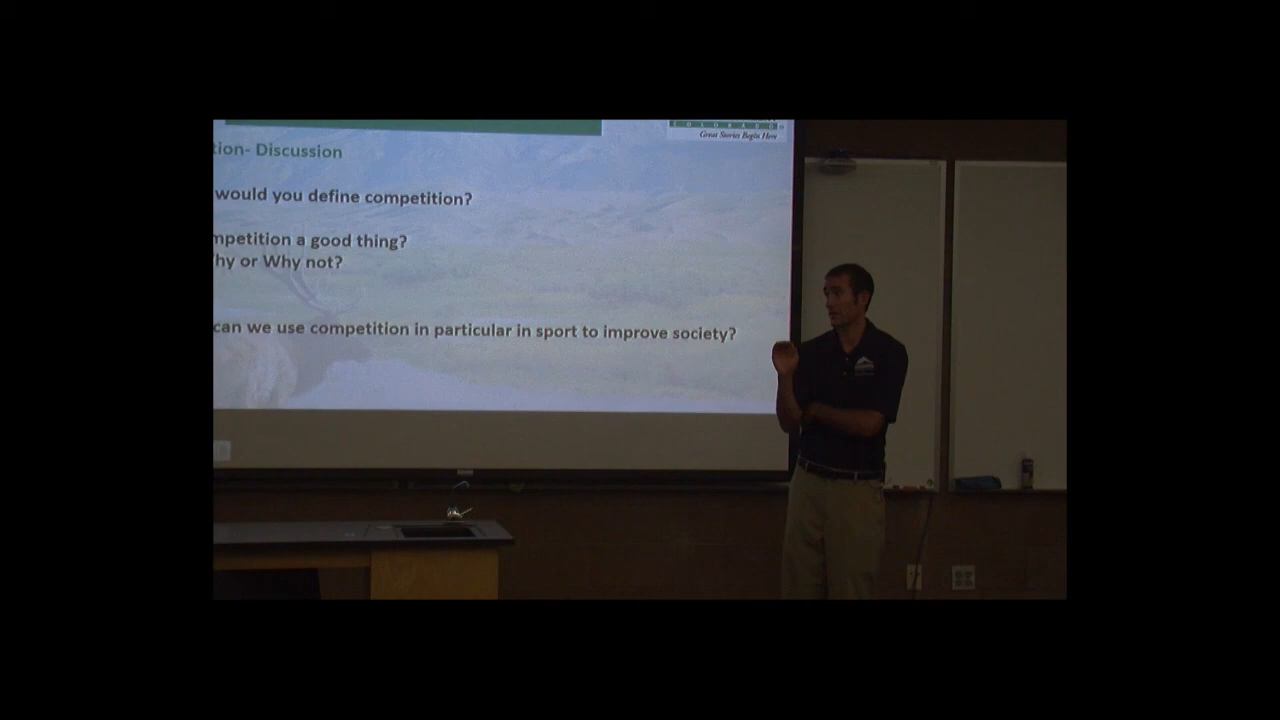 COLORADO
Great Stories Begin Here
tion- Discussion
would you define competition?
mpetition a good thing?
hy or Why not?
can we use competition in particular in sport to improve society?